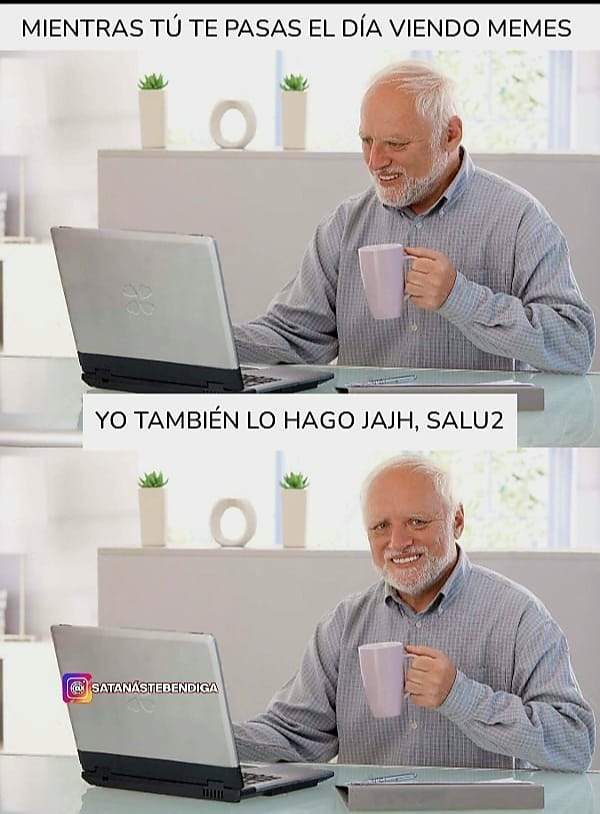 MIENTRAS TÚ TE PASAS EL DÍA VIENDO MEMES
YO TAMBIÉN LO HAGO JAJH, SALU2
SATANÁSTEBENDIGA